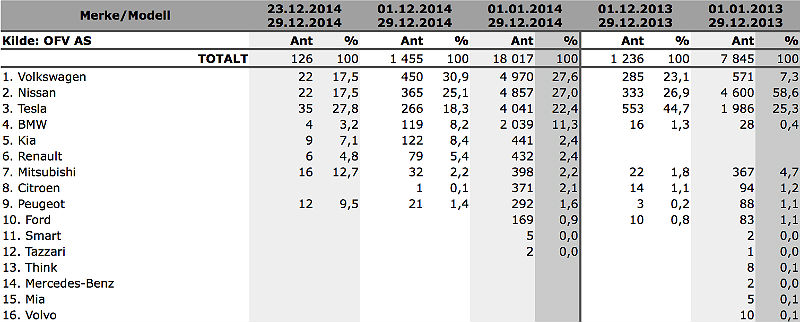 Merke/Modell 23.12.2014 01.12.2014 01.01.2014 01.12.2013 01.01.2013
29.12.2014 29.12.2014 29.12.2014 29.12.2013 29.12.2013
Kilde: OFV AS Ant % Ant % Ant % Ant % Ant %
TOTALT 126 100 1 455 100 18 017 100 1 236 100 7 845 100
1. Volkswagen 22 17,5 450 30,9 4 970 27,6 285 23,1 571 7,3
2. Nissan 22 17,5 365 25,1 4 857 27,0 333 26,9 4 600 58,6
3. Tesla 35 27,8 266 18,3 4 041 22,4 553 44,7 1 986 25,3
4. BMW 4 3,2 119 8,2 2 039 11,3 16 1,3 28 0,4
5. Kia 9 7,1 122 8,4 441 2,4
6. Renault 6 4,8 79 5,4 432 2,4
7. Mitsubishi 16 12,7 32 2,2 398 2,2 22 1,8 367 4,7
8. Citroen 1 0,1 371 2,1 14 1,1 94 1,2
9. Peugeot 12 9,5 21 1,4 292 1,6 3 0,2 88 1,1
10. Ford 169 0,9 10 0,8 83 1,1
11. Smart 5 0,0 2 0,0
12. Tazzari 2 0,0 1 0,0
13. Think 8 0,1
14. Mercedes-Benz 2 0,0
15. Mia 5 0,1
16. Volvo 10 0,1